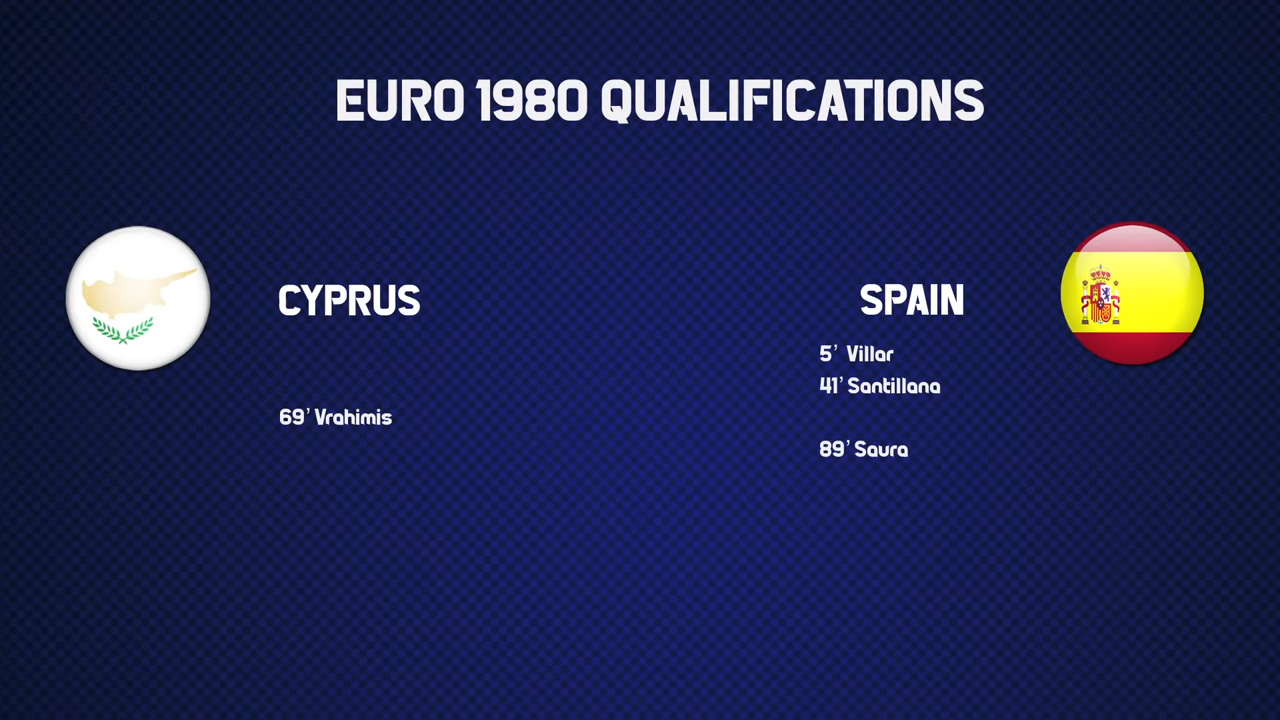 EURO 1980 QUALIFICATIONS
CYPRUS
SPAIN
5' Villar
41' Santillana
69' Vrahimis
89' Saura